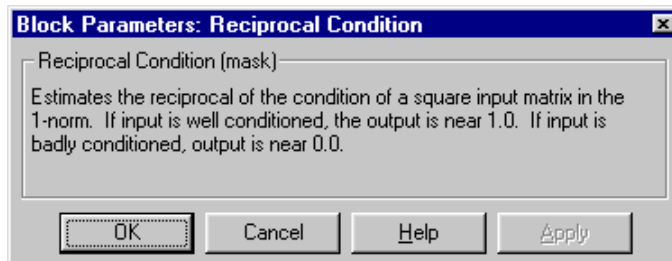 Block Parameters: Reciprocal Condition
Reciprocal Condition (mask)
Estimates the reciprocal of the condition of a square input matrix in the
1-norm.  If input is well conditioned, the output is near 1.0.  If input is
badly conditioned, output is near 0.0.
OK Cancel Help Apply